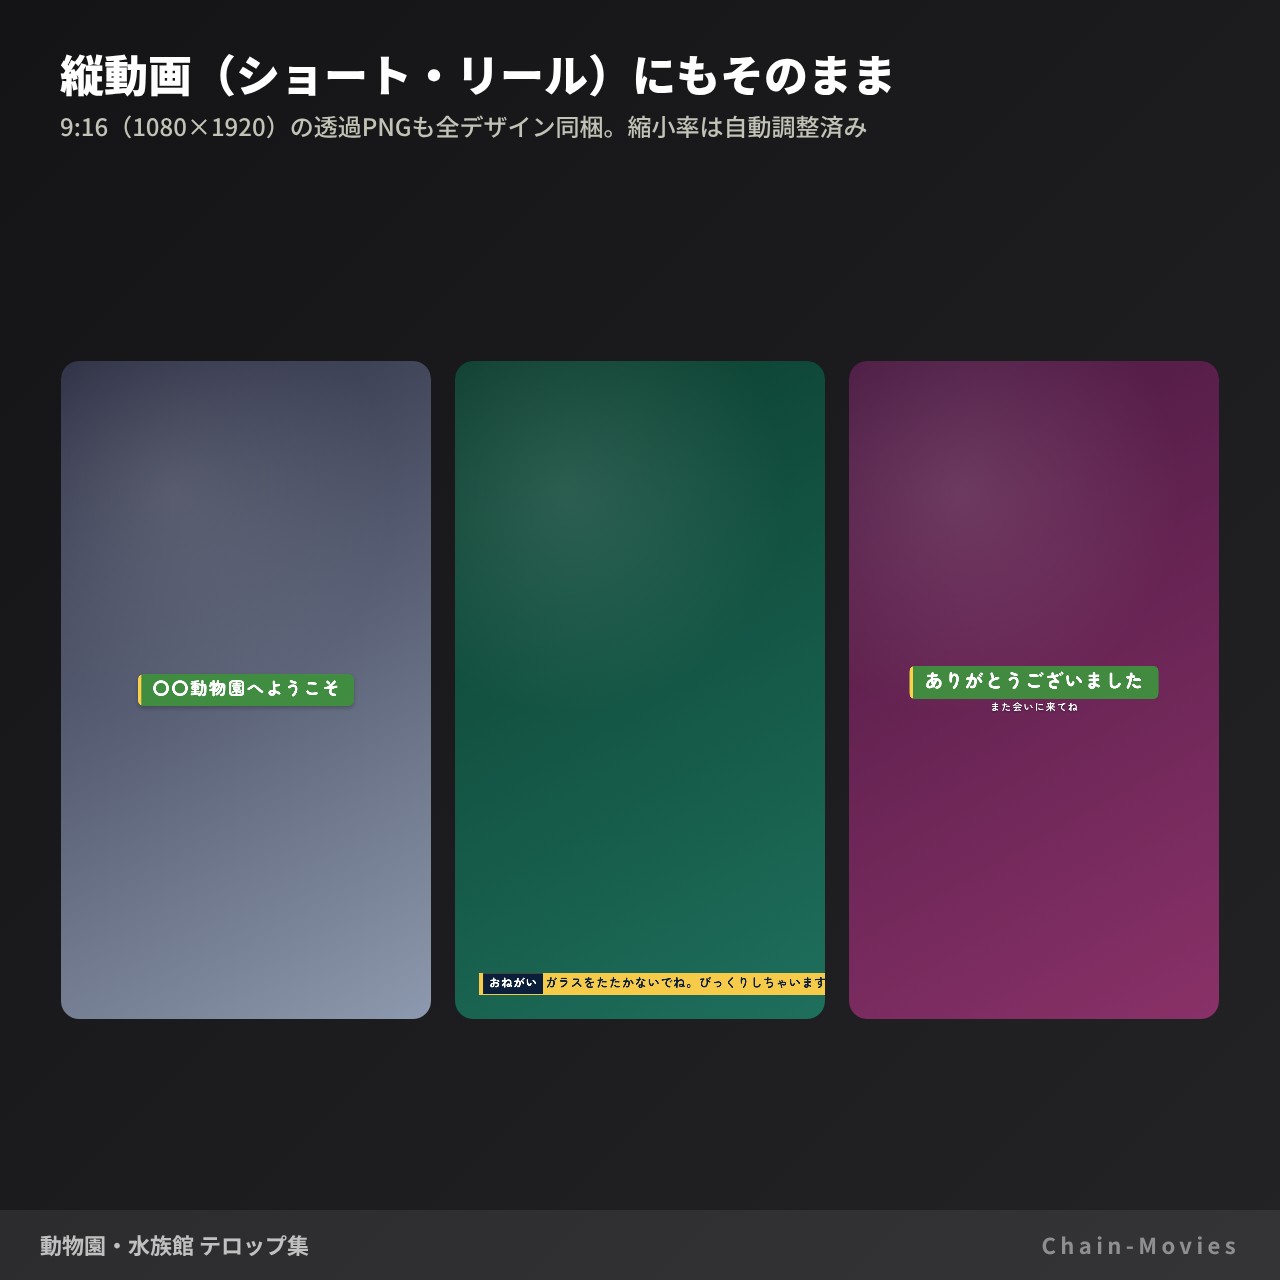 縦動画（ショート・リール）にもそのまま
9:16（1080×1920）の透過PNGも全デザイン同梱。縮小率は自動調整済み
〇〇動物園へようこそ
おねがい ガラスをたたかないでね。びっくりしちゃいます
ありがとうございました
また会いに来てね
動物園・水族館 テロップ集
Chain-Movies